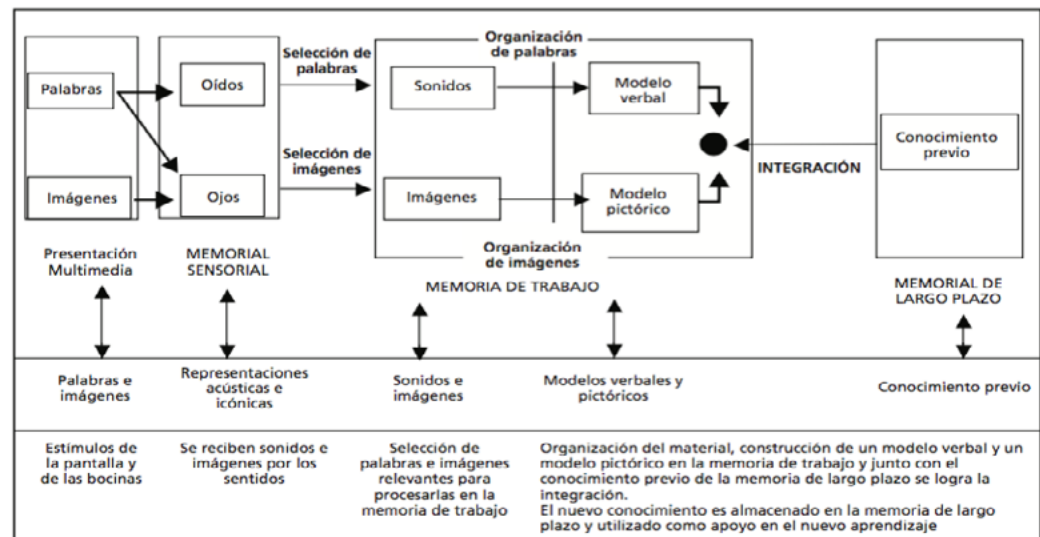 Palabras
Imágenes
Presentación
Multimedia
Oídos
Ojos
MEMORIAL
SENSORIAL
Selección de
palabras
Selección de
imágenes
Organización
de palabras
Sonidos
Modelo
verbal
Imágenes
Modelo
pictórico
Organización
de imágenes
MEMORIA DE TRABAJO
INTEGRACIÓN
Conocimiento
previo
MEMORIAL DE
LARGO PLAZO
Palabras e
imágenes
Representaciones
acústicas e
icónicas
Sonidos e
imágenes
Modelos verbales y
pictóricos
Conocimiento previo
Estímulos de
la pantalla y
de las bocinas
Se reciben sonidos e
imágenes por los
sentidos
Selección de
palabras e imágenes
relevantes para
procesarlas en la
memoria de trabajo
Organización del material, construcción de un modelo verbal y un
modelo pictórico en la memoria de trabajo y junto con el
conocimiento previo de la memoria de largo plazo se logra la
integración.
El nuevo conocimiento es almacenado en la memoria de largo
plazo y utilizado como apoyo en el nuevo aprendizaje